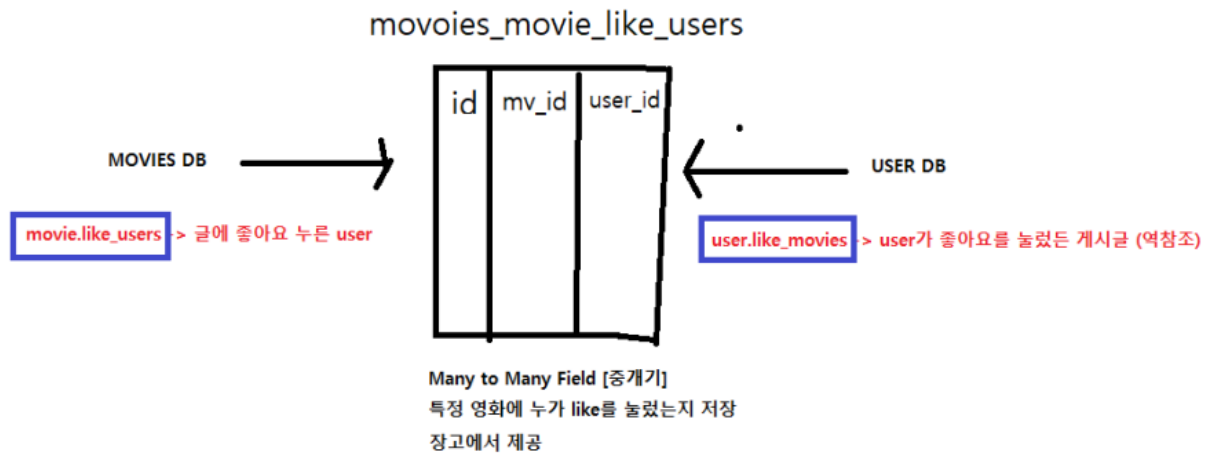 movoies_movie_like_users
id mv_id user_id
MOVIES DB
USER DB
movie.like_users -> 글에 좋아요 누른 user
user.like_movies -> user가 좋아요를 눌렀든 게시글 (역참조)
Many to Many Field [중개기]
특정 영화에 누가 like를 눌렀는지 저장
장고에서 제공